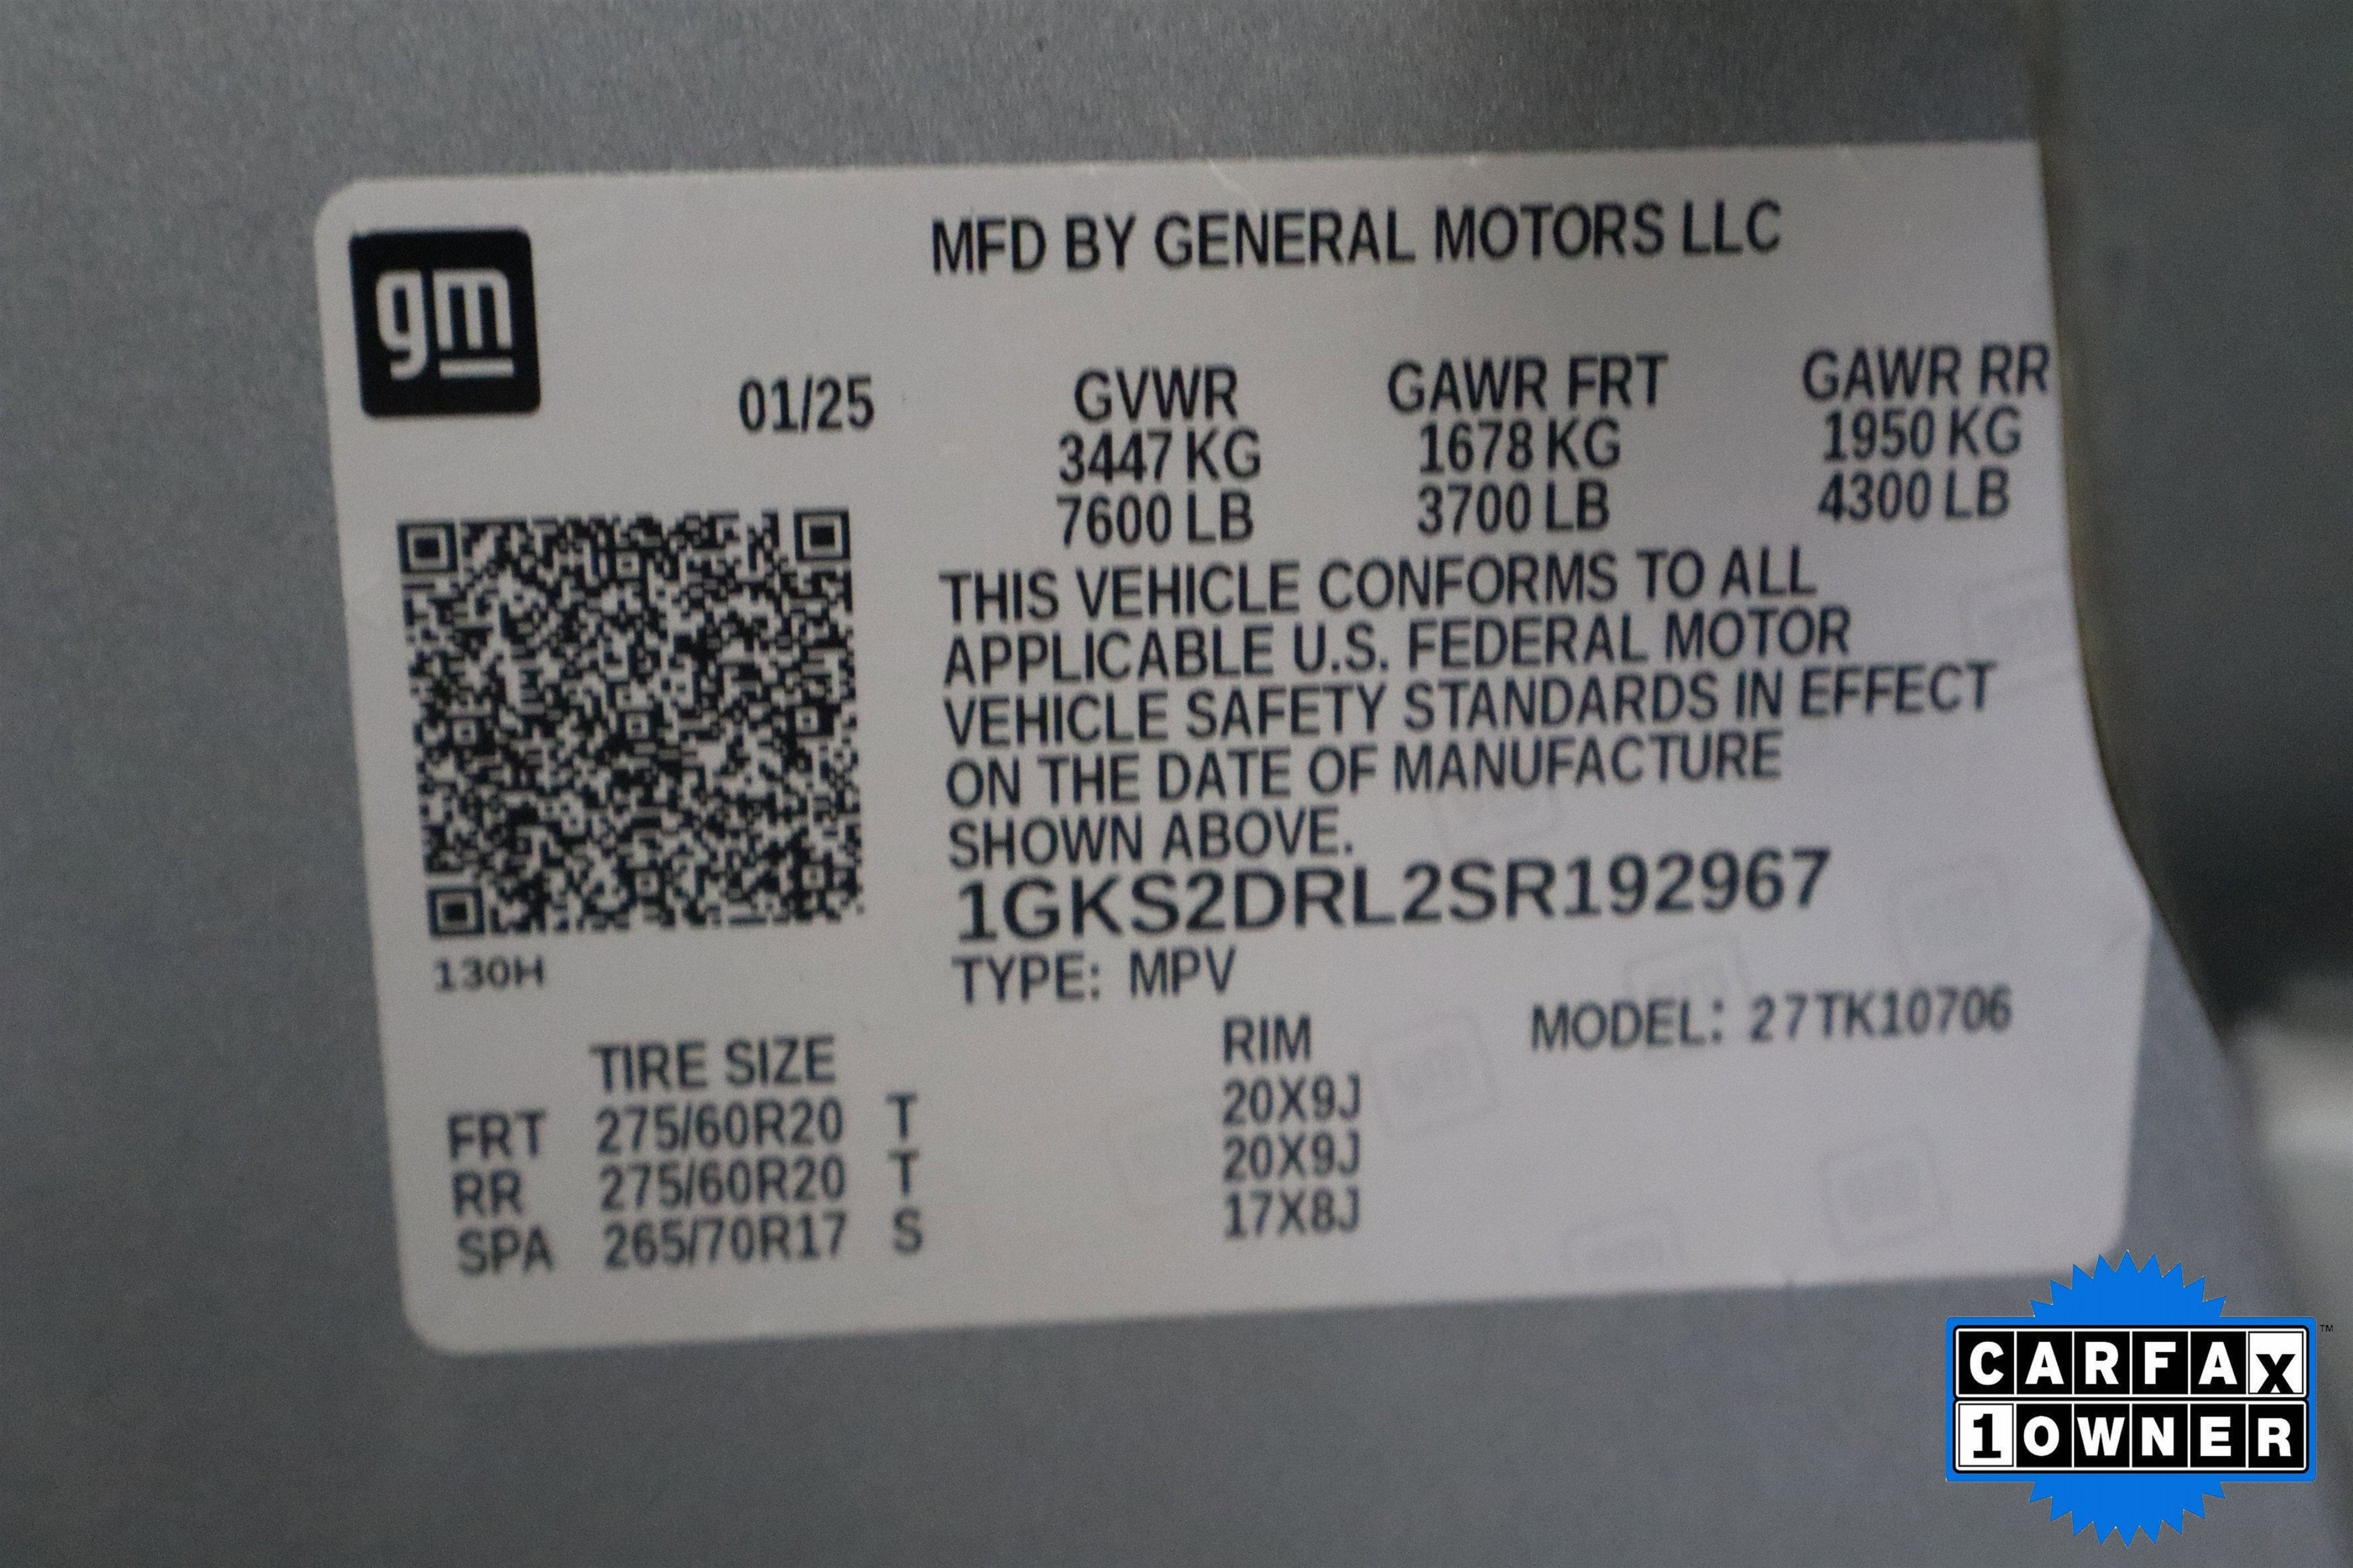 gm
MFD BY GENERAL MOTORS LLC
01/25
GVWR GAWR FRT GAWR RR
3447 KG 1678 KG 1950 KG
7600 LB 3700 LB 4300 LB
THIS VEHICLE CONFORMS TO ALL
APPLICABLE U.S. FEDERAL MOTOR
VEHICLE SAFETY STANDARDS IN EFFECT
ON THE DATE OF MANUFACTURE
SHOWN ABOVE.
1GKS2DRL2SR192967
TYPE: MPV
130H
MODEL: 27TK10706
TIRE SIZE RIM
FRT 275/60R20 T 20X9J
RR 275/60R20 T 20X9J
SPA 265/70R17 S 17X8J
CARFAX™
1 OWNER